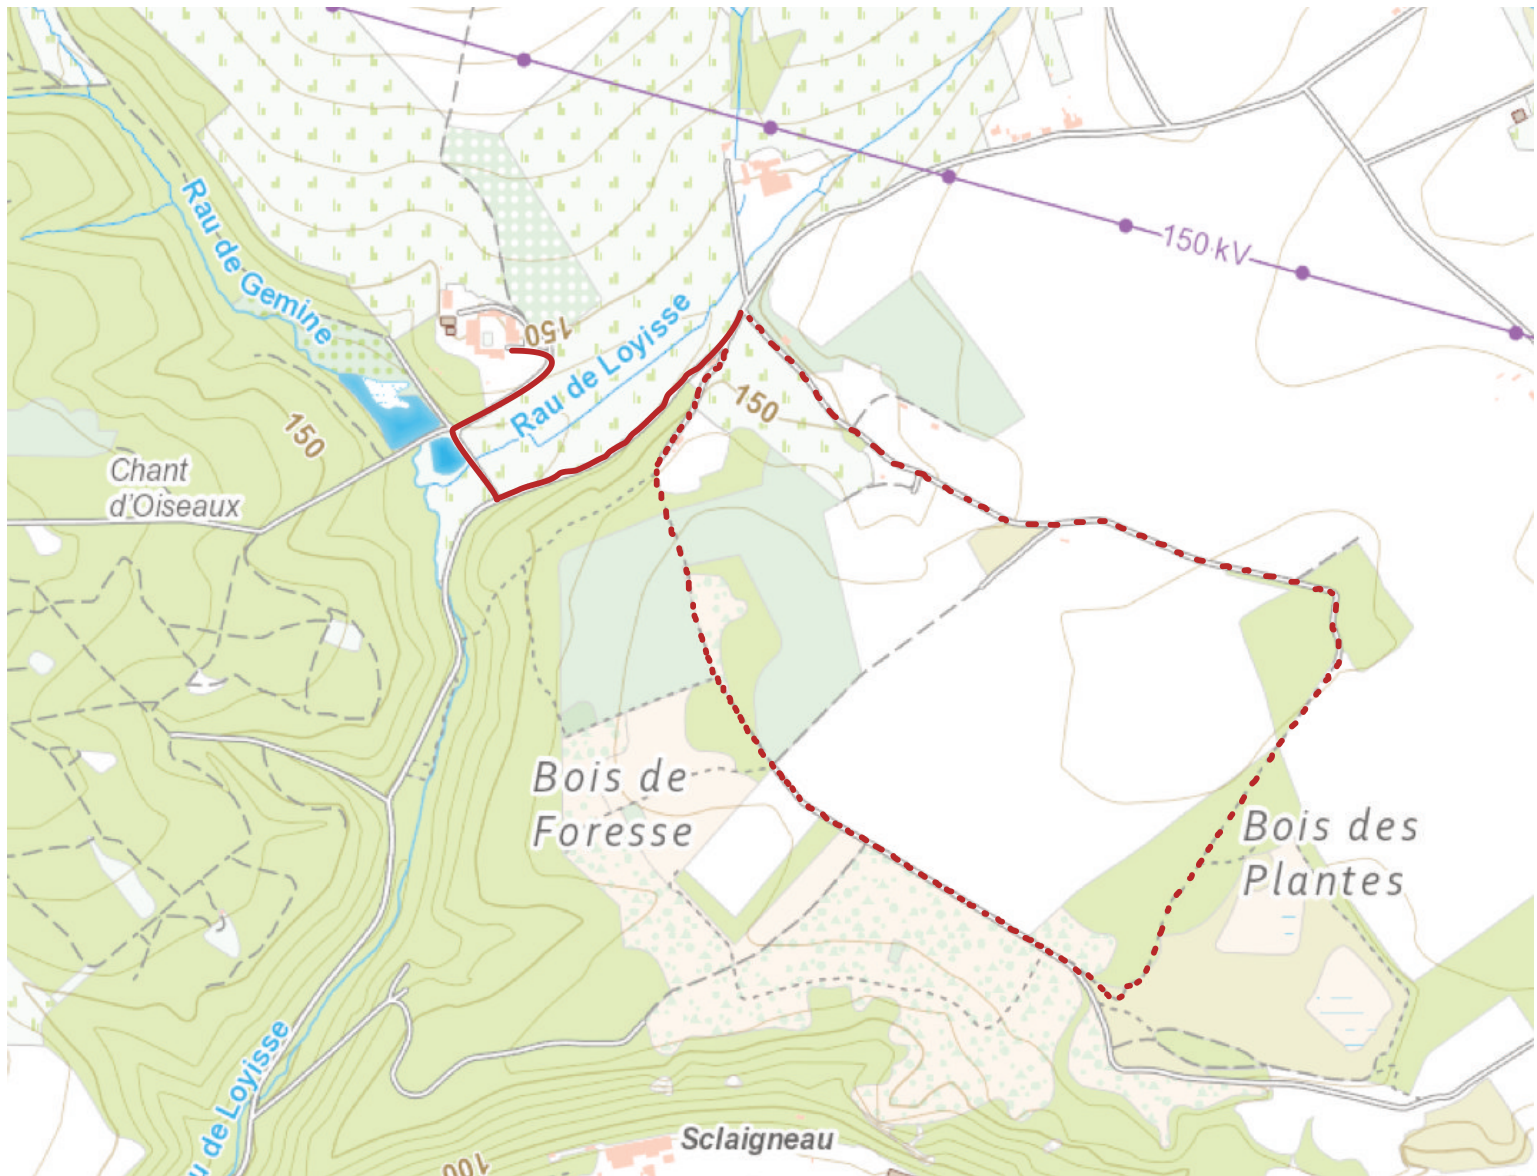 150 kV
Rau de Gemine
Rau de Loyisse
150
150
150
Chant
d'Oiseaux
Bois de
Foresse
Bois des
Plantes
u de Loyisse
Sclaigneau
100